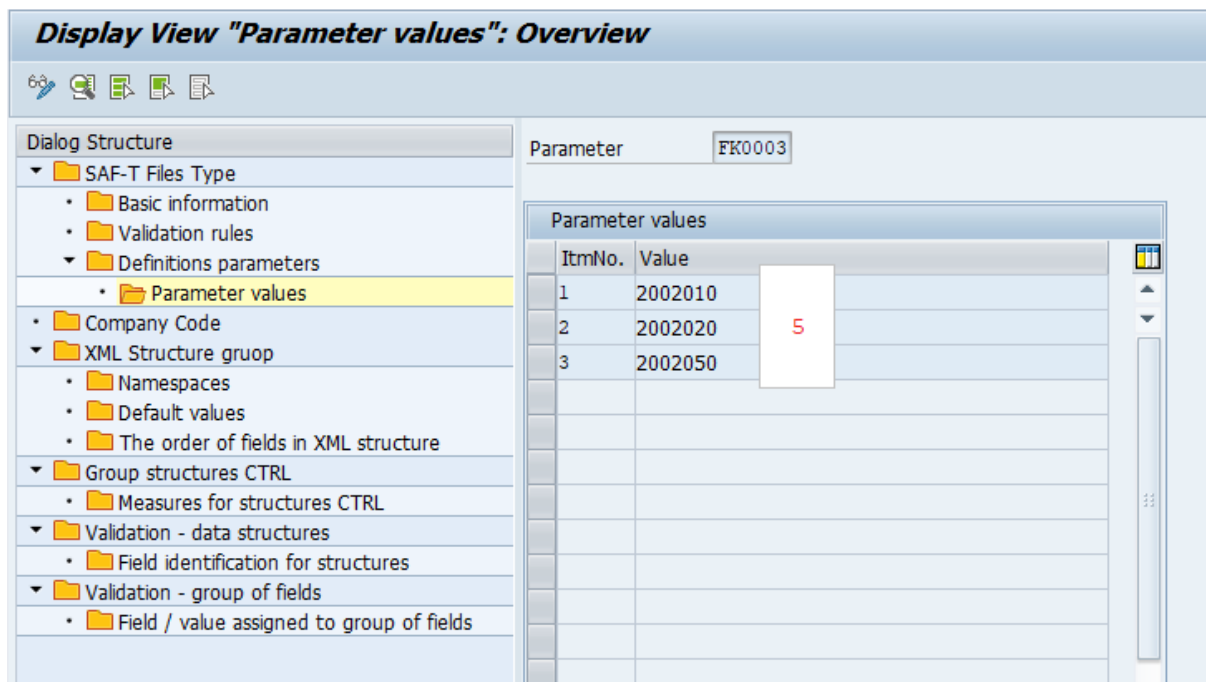 Display View "Parameter values": Overview
Dialog Structure
SAF-T Files Type
Basic information
Validation rules
Definitions parameters
Parameter values
Company Code
XML Structure gruop
Namespaces
Default values
The order of fields in XML structure
Group structures CTRL
Measures for structures CTRL
Validation - data structures
Field identification for structures
Validation - group of fields
Field / value assigned to group of fields
Parameter FK0003
Parameter values
ItmNo. Value
1 2002010
2 2002020 5
3 2002050